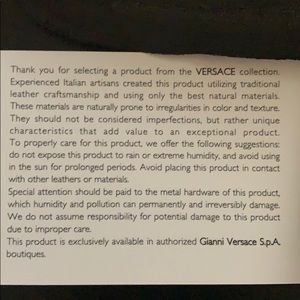 Thank you for selecting a product from the VERSACE collection.
Experienced Italian artisans created this product utilizing traditional
leather craftsmanship and using only the best natural materials.
These materials are naturally prone to irregularities in color and texture.
They should not be considered imperfections, but rather unique
characteristics that add value to an exceptional product.
To properly care for this product, we offer the following suggestions:
do not expose this product to rain or extreme humidity, and avoid using
in the sun for prolonged periods. Avoid placing this product in contact
with other leathers or materials.
Special attention should be paid to the metal hardware of this product,
which humidity and pollution can permanently and irreversibly damage.
We do not assume responsibility for potential damage to this product
due to improper care.
This product is exclusively available in authorized Gianni Versace S.p.A.
boutiques.